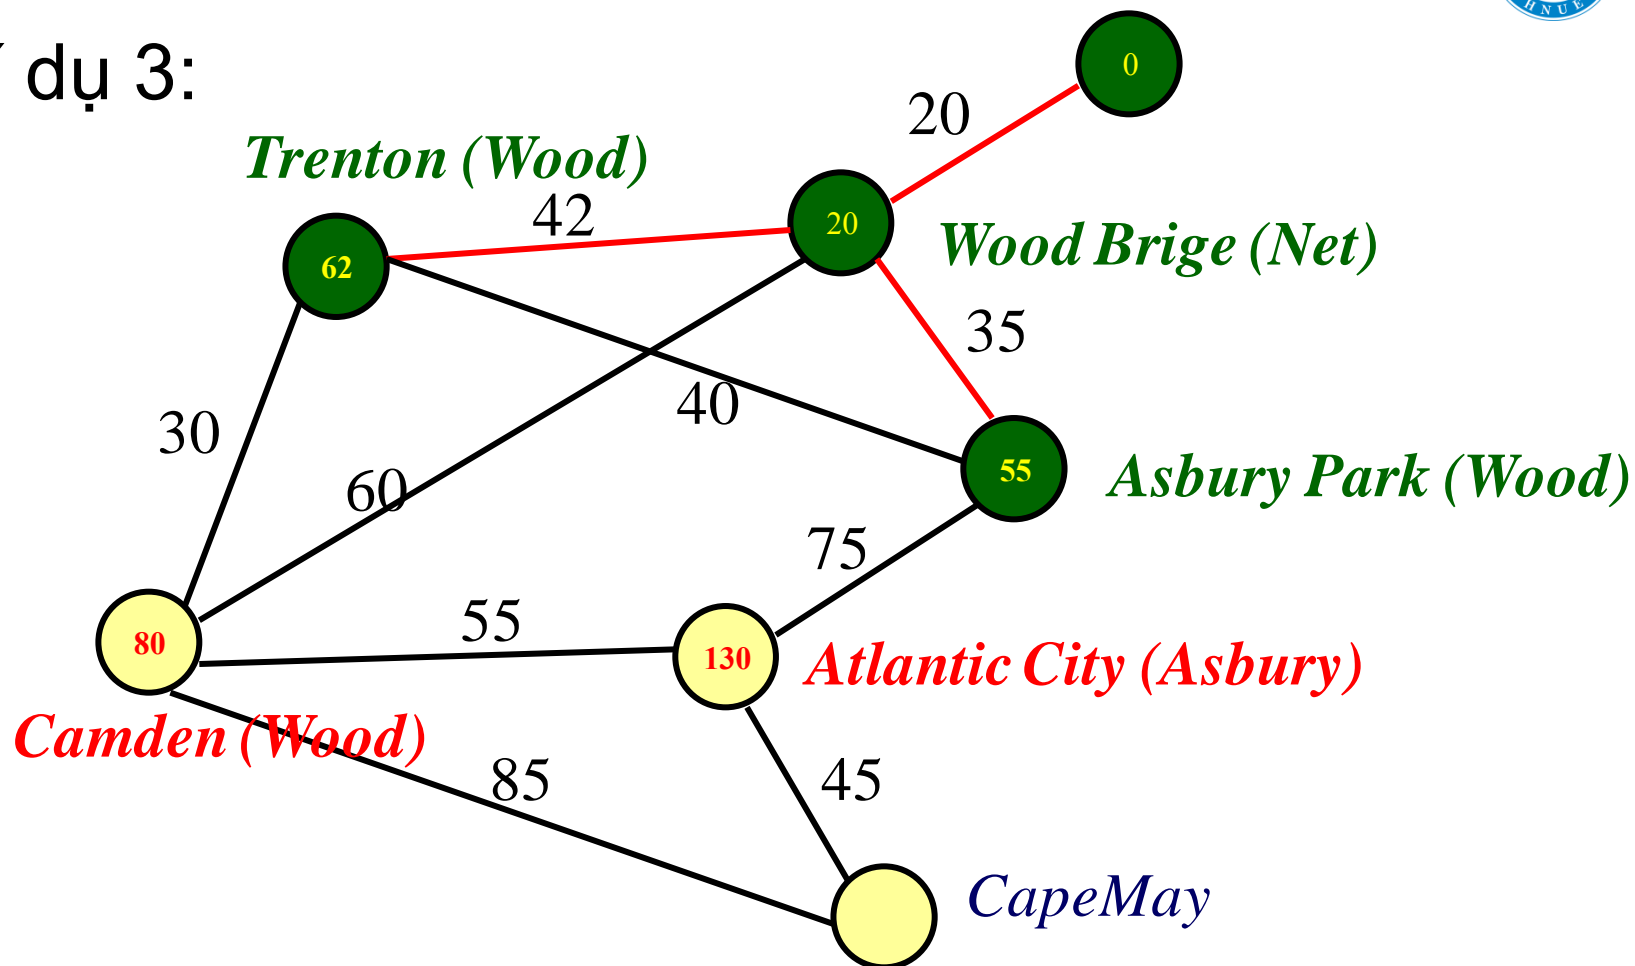 HNUE
dụ 3:
0
20
Trenton (Wood)
42
20
Wood Brige (Net)
62
35
40
30
55
Asbury Park (Wood)
60
75
55
80
130
Atlantic City (Asbury)
Camden (Wood)
85
45
CapeMay